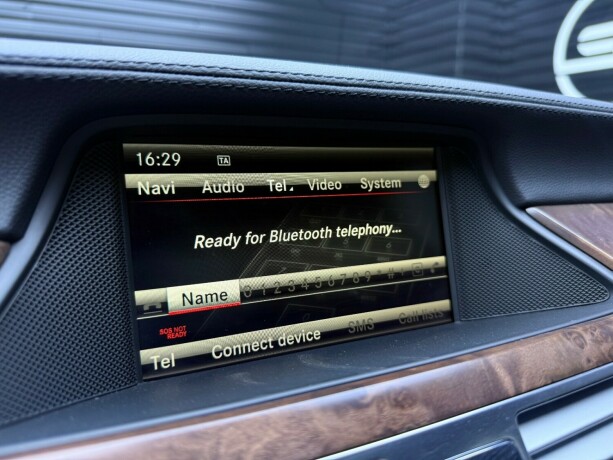 16:29 TA
Navi Audio Tel Video System
Ready for Bluetooth telephony...
Name 0 1 2 3 4 5 6 7 8 9 * # +
SOS NOT
READY
Tel Connect device SMS Call lists